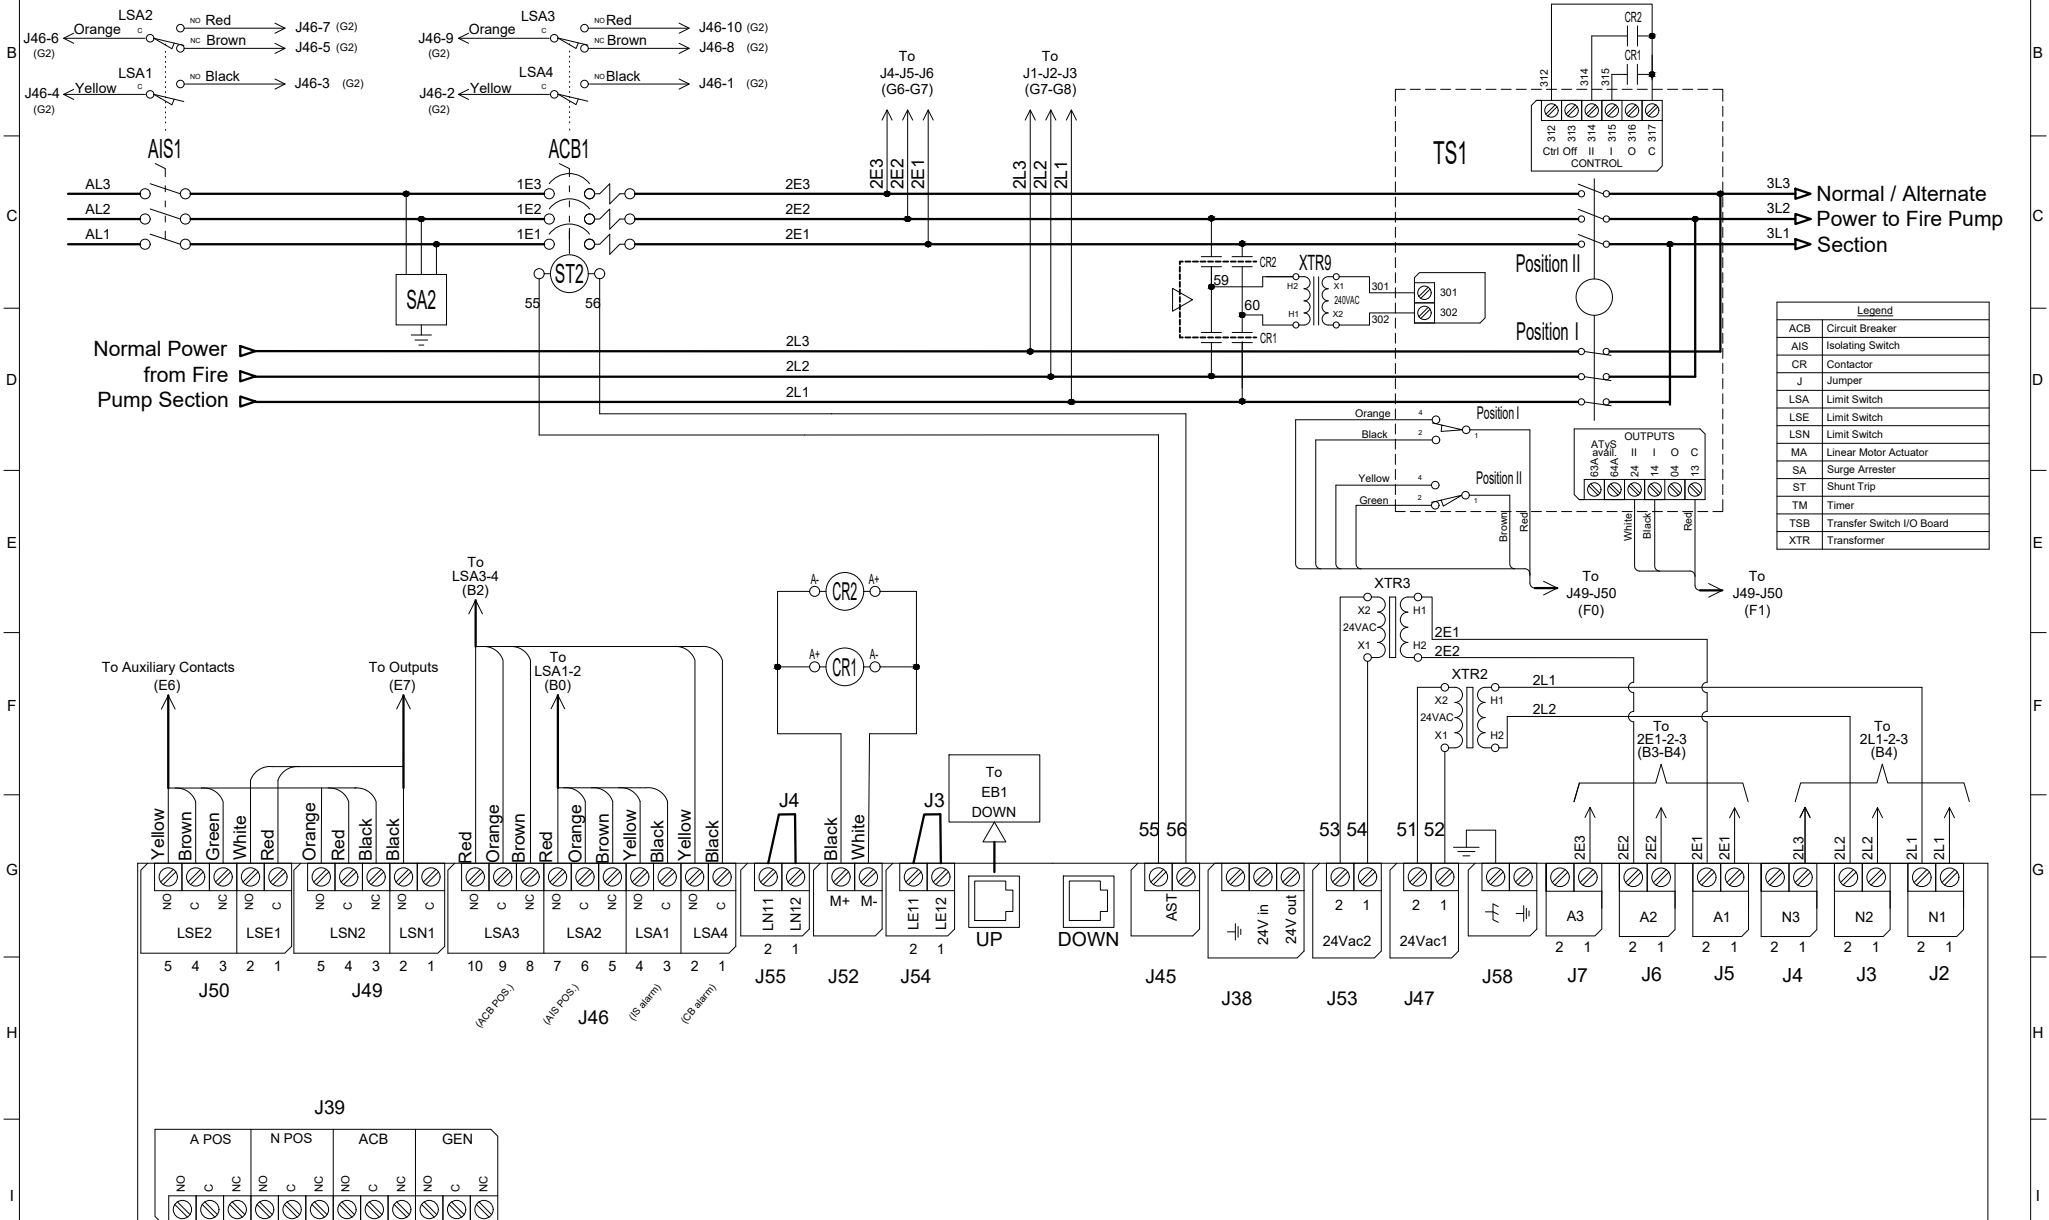 LSA2
Orange
C
NO Red
J46-7 (G2)
J46-6
(G2)
NC Brown
J46-5 (G2)
LSA1
Yellow
C
NO Black
J46-3 (G2)
J46-4
(G2)
AIS1
LSA3
Orange
C
NO Red
J46-10 (G2)
J46-9
(G2)
NC Brown
J46-8 (G2)
LSA4
Yellow
C
NO Black
J46-1 (G2)
J46-2
(G2)
ACB1
To
J4-J5-J6
(G6-G7)
To
J1-J2-J3
(G7-G8)
2E3
2E2
2E1
2L3
2L2
2L1
CR2
CR1
312
314
315
312
313
314
315
316
317
Ctrl Off II I O C
CONTROL
TS1
B
B
C
C
D
D
E
E
F
F
G
G
H
H
I
I
AL3
1E3
2E3
3L3
AL2
1E2
2E2
3L2
AL1
1E1
2E1
3L1
Normal / Alternate
Power to Fire Pump
Section
SA2
ST2
55
56
CR2
59
60
CR1
XTR9
H2
X1
240VAC
H1
X2
301
302
301
302
Position II
Position I
Normal Power
from Fire
Pump Section
2L3
2L2
2L1
Legend
ACB Circuit Breaker
AIS Isolating Switch
CR Contactor
J Jumper
LSA Limit Switch
LSE Limit Switch
LSN Limit Switch
MA Linear Motor Actuator
SA Surge Arrester
ST Shunt Trip
TM Timer
TSB Transfer Switch I/O Board
XTR Transformer
Orange
4
Position I
Black
2
1
Yellow
4
Position II
Green
2
1
Brown
Red
OUTPUTS
ATyS
avail. II I O C
63A
64A
24
14
04
13
White
Black
Red
To
J49-J50
(F0)
To
J49-J50
(F1)
To
LSA3-4
(B2)
A-
CR2
A+
A+
CR1
A-
XTR3
X2
H1
24VAC
X1
H2
2E1
2E2
XTR2
X2
H1
24VAC
X1
H2
2L1
2L2
To Auxiliary Contacts
(E6)
To Outputs
(E7)
To
LSA1-2
(B0)
To
2E1-2-3
(B3-B4)
To
2L1-2-3
(B4)
To
EB1
DOWN
Yellow
Brown
Green
White
Red
Orange
Red
Black
Black
Red
Orange
Brown
Red
Orange
Brown
Yellow
Black
Yellow
Black
J4
Black
White
J3
55 56
53 54
51 52
2E3
2E2
2E2
2E1
2E1
2L3
2L2
2L2
2L1
2L1
NO C NC NO C
LSE2 LSE1
5 4 3 2 1
J50
NO C NC NO C
LSN2 LSN1
5 4 3 2 1
J49
NO C NC NO C NC NO C NO C
LSA3 LSA2 LSA1 LSA4
10 9 8 7 6 5 4 3 2 1
(ACB POS.)
(AIS POS.)
(IS alarm)
(CB alarm)
J46
LN11
LN12
2 1
J55
M+ M-
J52
LE11
LE12
2 1
J54
UP
DOWN
AST
J45
24V in
24V out
J38
2 1
24Vac2
J53
2 1
24Vac1
J47
J58
A3
2 1
J7
A2
2 1
J6
A1
2 1
J5
N3
2 1
J4
N2
2 1
J3
N1
2 1
J2
J39
A POS N POS ACB GEN
NO C NC NO C NC NO C NC NO C NC